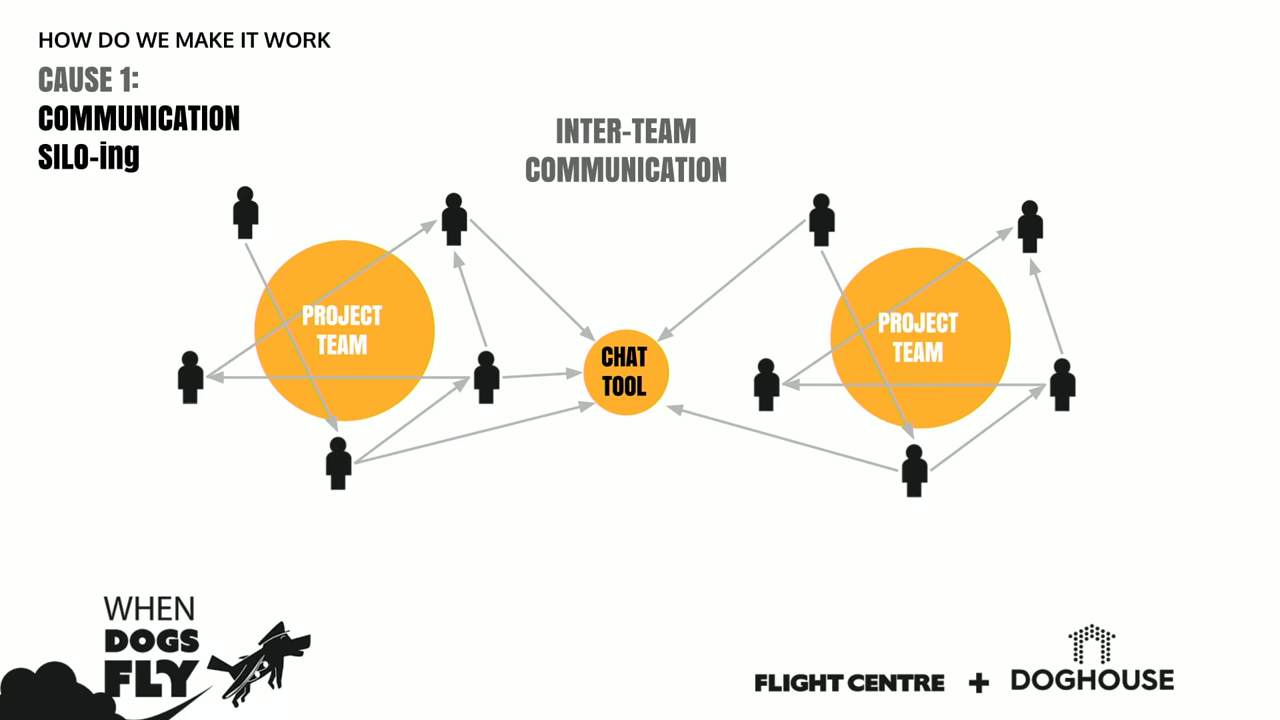 HOW DO WE MAKE IT WORK
CAUSE 1:
COMMUNICATION
SILO-ing
INTER-TEAM
COMMUNICATION
PROJECT
TEAM
CHAT
TOOL
PROJECT
TEAM
WHEN
DOGS
FLY
FLIGHT CENTRE + DOGHOUSE